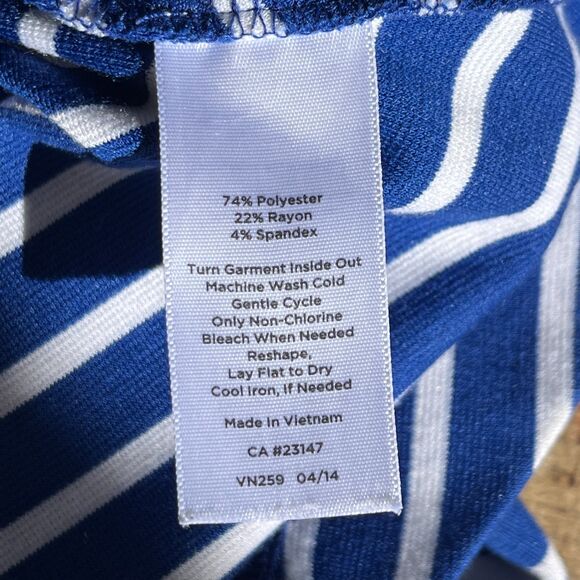 74% Polyester
22% Rayon
4% Spandex
Turn Garment Inside Out
Machine Wash Cold
Gentle Cycle
Only Non-Chlorine
Bleach When Needed
Reshape,
Lay Flat to Dry
Cool Iron, If Needed
Made In Vietnam
CA #23147
VN259 04/14